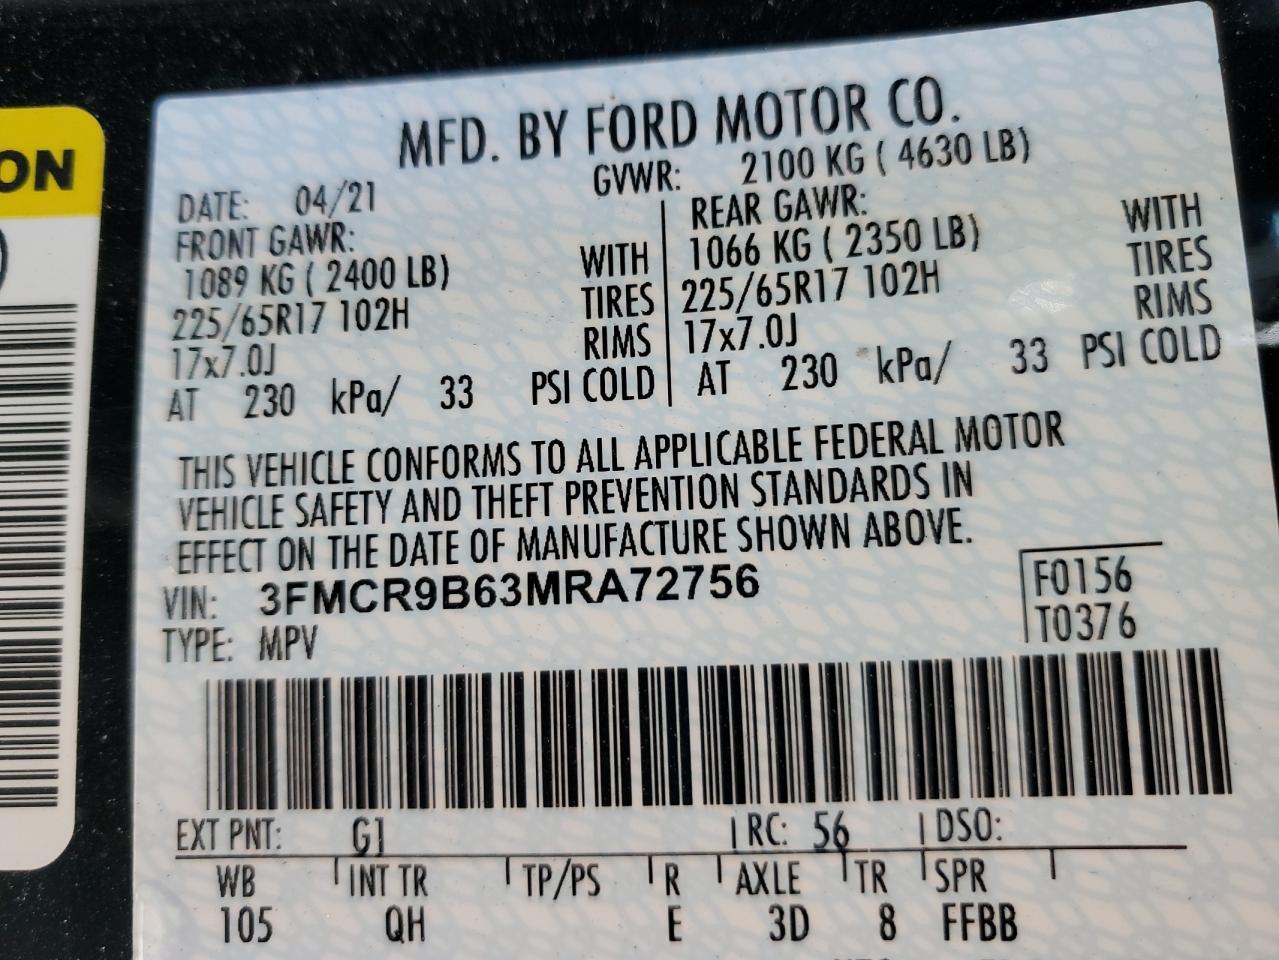 ON
MFD. BY FORD MOTOR CO.
DATE: 04/21 GVWR: 2100 KG ( 4630 LB)
FRONT GAWR: REAR GAWR:
1089 KG ( 2400 LB) WITH 1066 KG ( 2350 LB) WITH
225/65R17 102H TIRES 225/65R17 102H TIRES
17x7.0J RIMS 17x7.0J RIMS
AT 230 kPa/ 33 PSI COLD AT 230 kPa/ 33 PSI COLD
THIS VEHICLE CONFORMS TO ALL APPLICABLE FEDERAL MOTOR
VEHICLE SAFETY AND THEFT PREVENTION STANDARDS IN
EFFECT ON THE DATE OF MANUFACTURE SHOWN ABOVE.
VIN: 3FMCR9B63MRA72756 F0156
TYPE: MPV T0376
EXT PNT: G1 RC: 56 DSO:
WB INT TR TP/PS R AXLE TR SPR
105 QH E 3D 8 FFBB